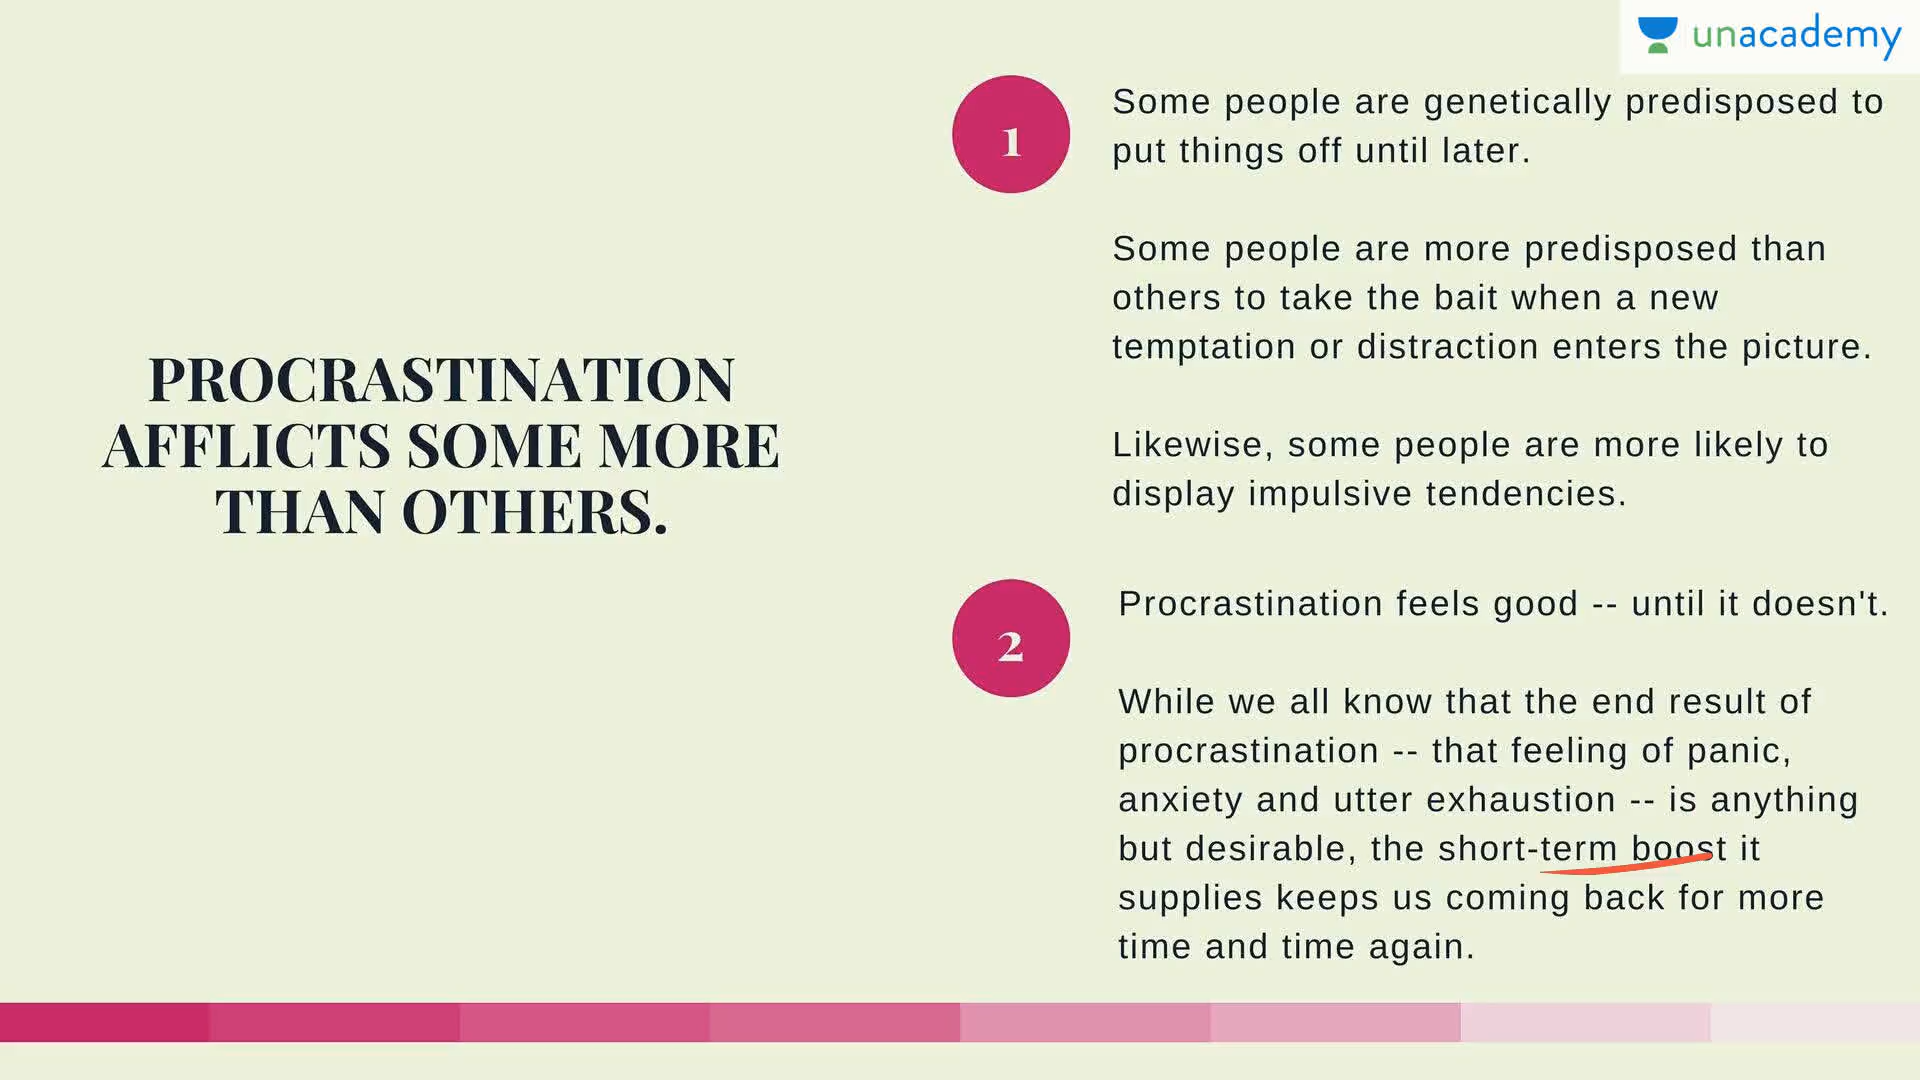 unacademy
PROCRASTINATION
AFFLICTS SOME MORE
THAN OTHERS.
1
Some people are genetically predisposed to
put things off until later.
Some people are more predisposed than
others to take the bait when a new
temptation or distraction enters the picture.
Likewise, some people are more likely to
display impulsive tendencies.
2
Procrastination feels good -- until it doesn't.
While we all know that the end result of
procrastination -- that feeling of panic,
anxiety and utter exhaustion -- is anything
but desirable, the short-term boost it
supplies keeps us coming back for more
time and time again.